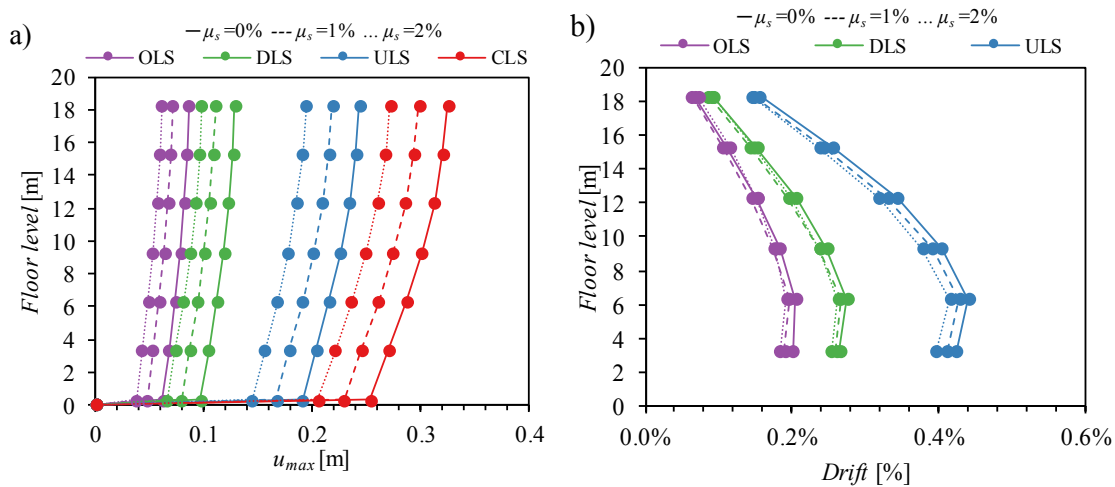 a)
— μs=0% --- μs=1% ... μs=2%
OLS DLS ULS CLS
20
18
16
14
12
10
8
6
4
2
0
Floor level [m]
0 0.1 0.2 0.3 0.4
umax [m]
b)
— μs=0% --- μs=1% ... μs=2%
OLS DLS ULS
20
18
16
14
12
10
8
6
4
2
0
Floor level [m]
0.0% 0.2% 0.4% 0.6%
Drift [%]